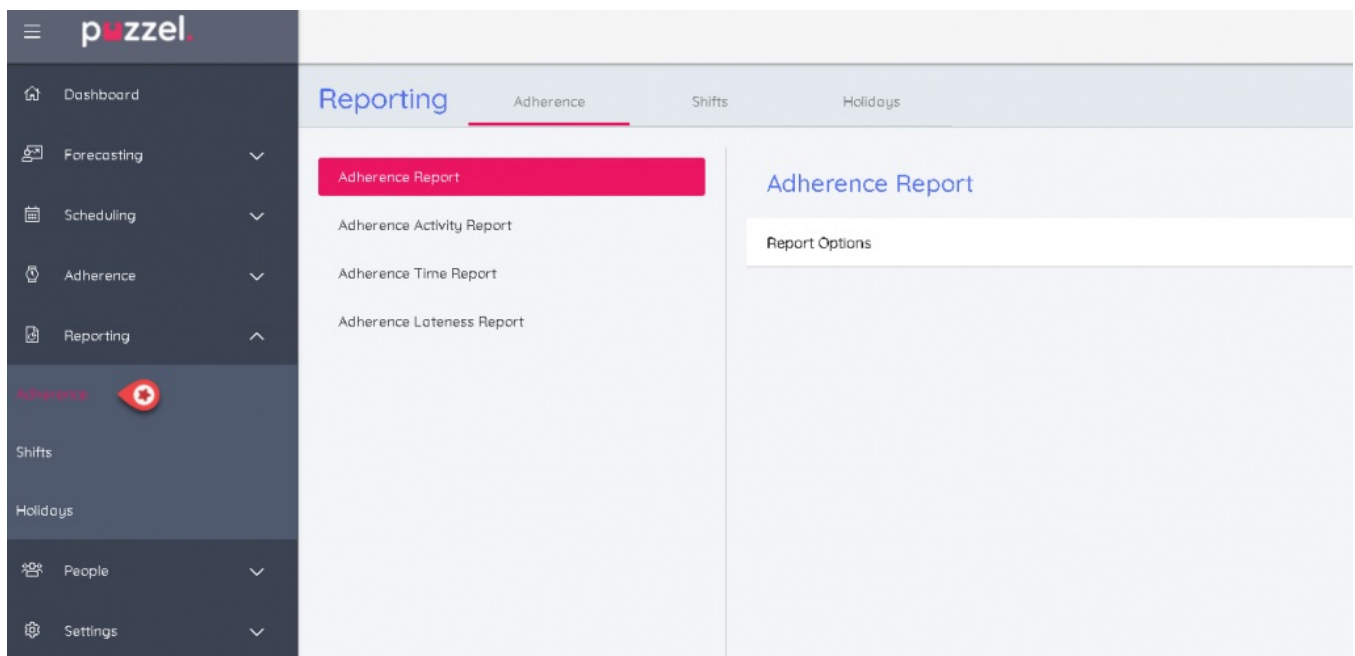 puzzel.
Dashboard
Forecasting
Scheduling
Adherence
Reporting
Adherence
Shifts
Holidays
People
Settings
Reporting
Adherence
Shifts
Holidays
Adherence Report
Adherence Activity Report
Adherence Time Report
Adherence Lateness Report
Adherence Report
Report Options